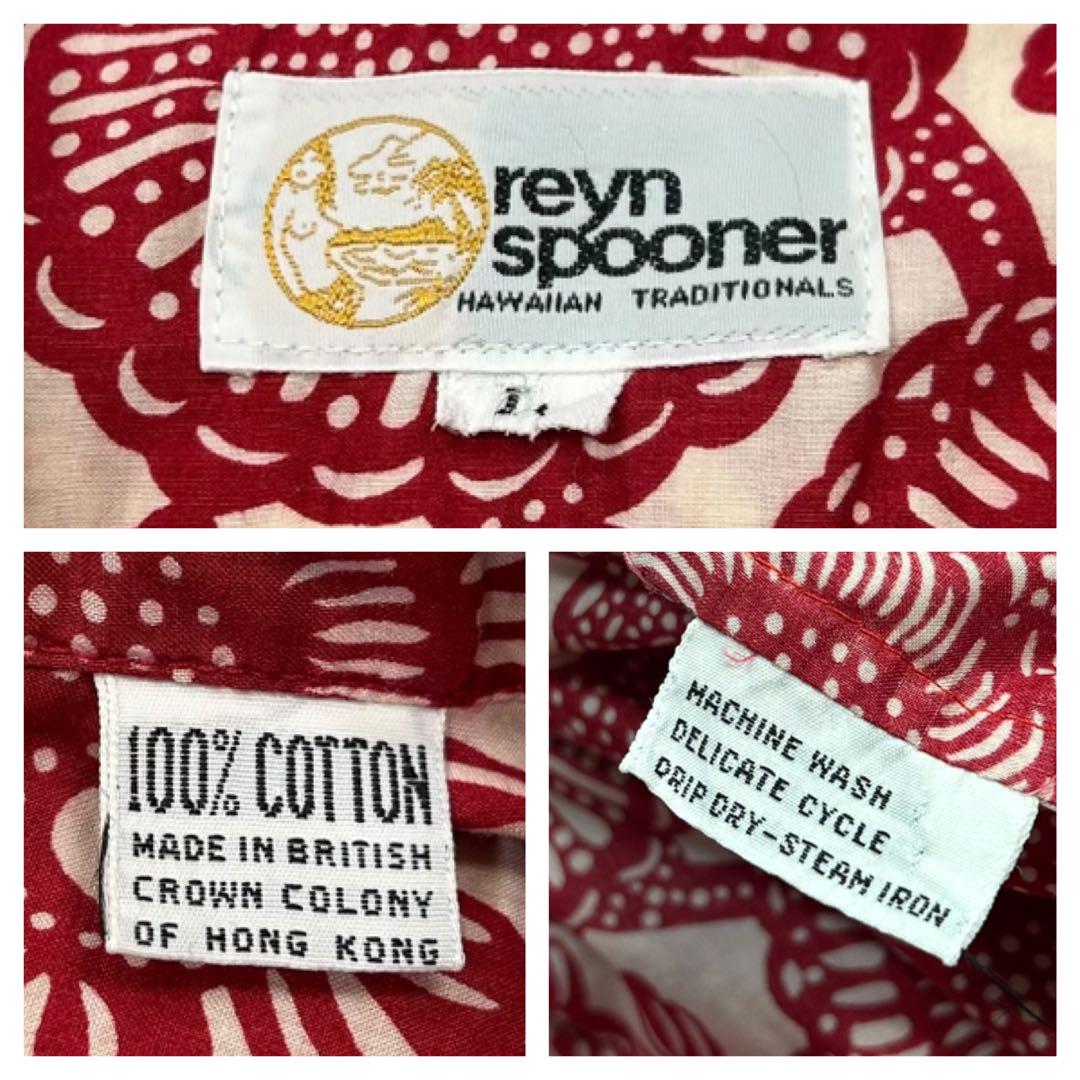 reyn
spooner
HAWAIIAN TRADITIONALS
100% COTTON
MADE IN BRITISH
CROWN COLONY
OF HONG KONG
MACHINE WASH
DELICATE CYCLE
DRIP DRY-STEAM IRON